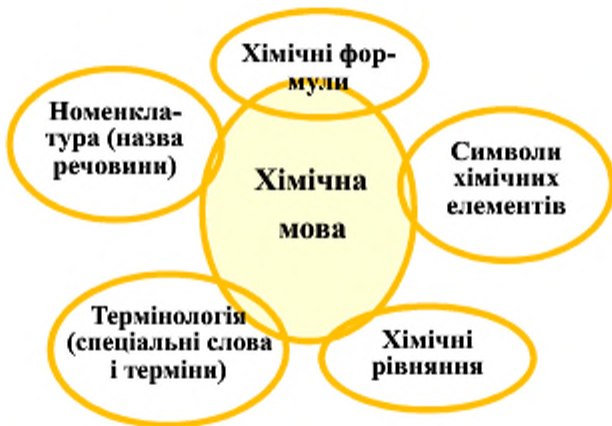 Хімічні фор-
мули
Номенкла-
тура (назва
речовини)
Хімічна
мова
Символи
хімічних
елементів
Термінологія
(спеціальні слова
і терміни)
Хімічні
рівняння